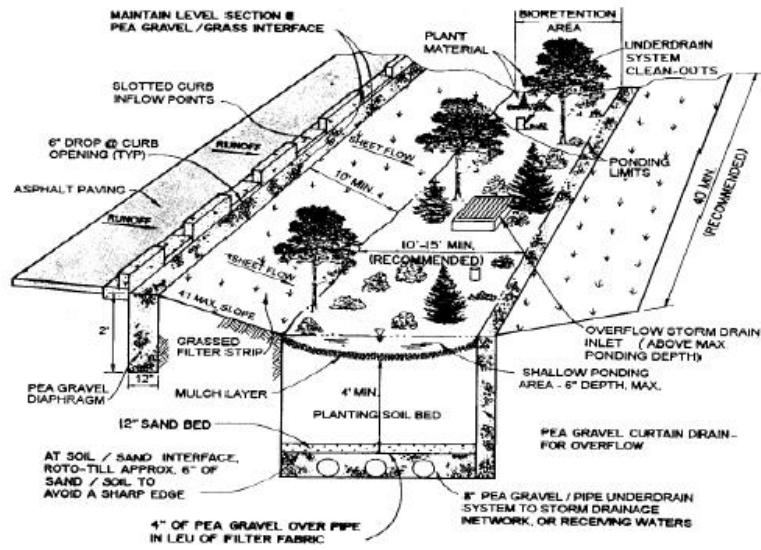 MAINTAIN LEVEL SECTION @
PEA GRAVEL/GRASS INTERFACE
BIORETENTION
AREA
PLANT
MATERIAL
UNDERDRAIN
SYSTEM
CLEAN-OUTS
SLOTTED CURB
INFLOW POINTS
6" DROP @ CURB
OPENING (TYP)
RUNOFF
ASPHALT PAVING
RUNOFF
SHEET FLOW
10' MIN.
PONDING
LIMITS
40' MIN.
(RECOMMENDED)
10'-15' MIN.
(RECOMMENDED)
SHEET FLOW
4:1 MAX. SLOPE
2'
12"
GRASSED
FILTER STRIP
PEA GRAVEL
DIAPHRAGM
MULCH LAYER
4' MIN.
PLANTING SOIL BED
OVERFLOW STORM DRAIN
INLET (ABOVE MAX
PONDING DEPTH)
SHALLOW PONDING
AREA - 6" DEPTH, MAX.
12" SAND BED
PEA GRAVEL CURTAIN DRAIN-
FOR OVERFLOW
AT SOIL / SAND INTERFACE,
ROTO-TILL APPROX. 6" OF
SAND / SOIL TO
AVOID A SHARP EDGE
8" PEA GRAVEL / PIPE UNDERDRAIN
SYSTEM TO STORM DRAINAGE
NETWORK, OR RECEIVING WATERS
4" OF PEA GRAVEL OVER PIPE
IN LEU OF FILTER FABRIC